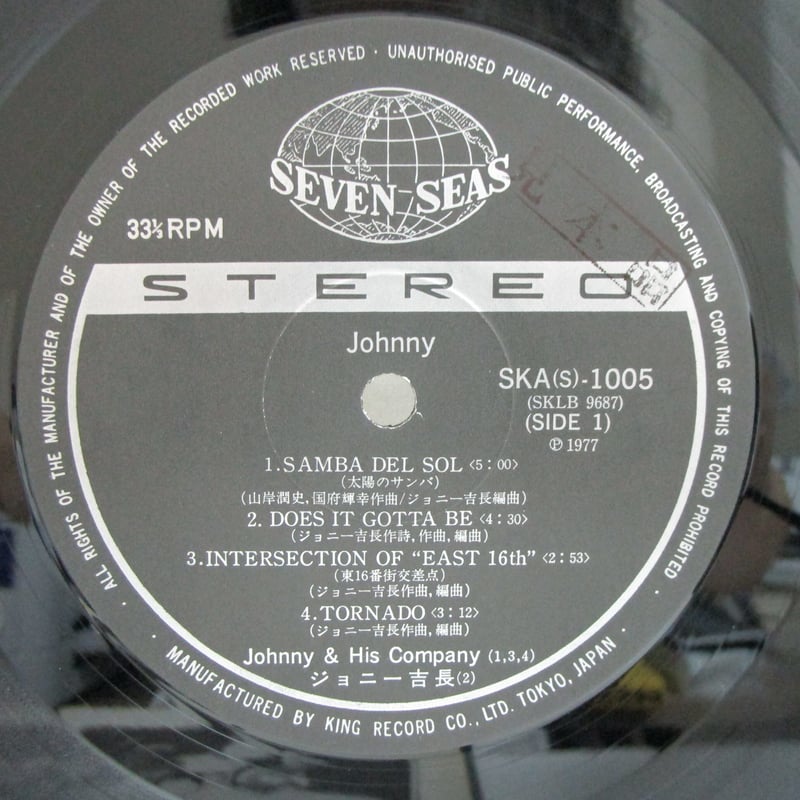 ALL RIGHTS OF THE MANUFACTURER AND OF THE OWNER OF THE RECORDED WORK RESERVED · UNAUTHORISED PUBLIC PERFORMANCE, BROADCASTING AND COPYING OF THIS RECORD PROHIBITED
SEVEN SEAS
33⅓ RPM
STEREO
Johnny
SKA(S)-1005
(SKLB 9687)
(SIDE 1)
Ⓟ 1977
1.SAMBA DEL SOL <5:00>
(太陽のサンバ)
(山岸潤史,国府輝幸作曲/ジョニー吉長編曲)
2. DOES IT GOTTA BE <4:30>
(ジョニー吉長作詩,作曲,編曲)
3.INTERSECTION OF “EAST 16th” <2:53>
(東16番街交差点)
(ジョニー吉長作曲,編曲)
4.TORNADO <3:12>
(ジョニー吉長作曲,編曲)
Johnny & His Company (1,3,4)
ジョニー吉長(2)
· MANUFACTURED BY KING RECORD CO., LTD. TOKYO, JAPAN ·